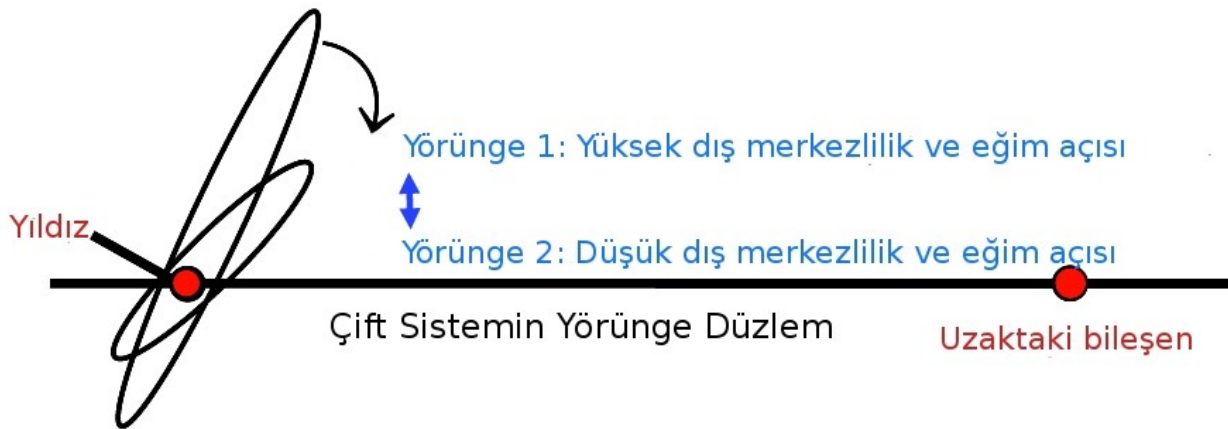 Yörünge 1: Yüksek dış merkezlilik ve eğim açısı
Yıldız
Yörünge 2: Düşük dış merkezlilik ve eğim açısı
Çift Sistemin Yörünge Düzlem
Uzaktaki bileşen